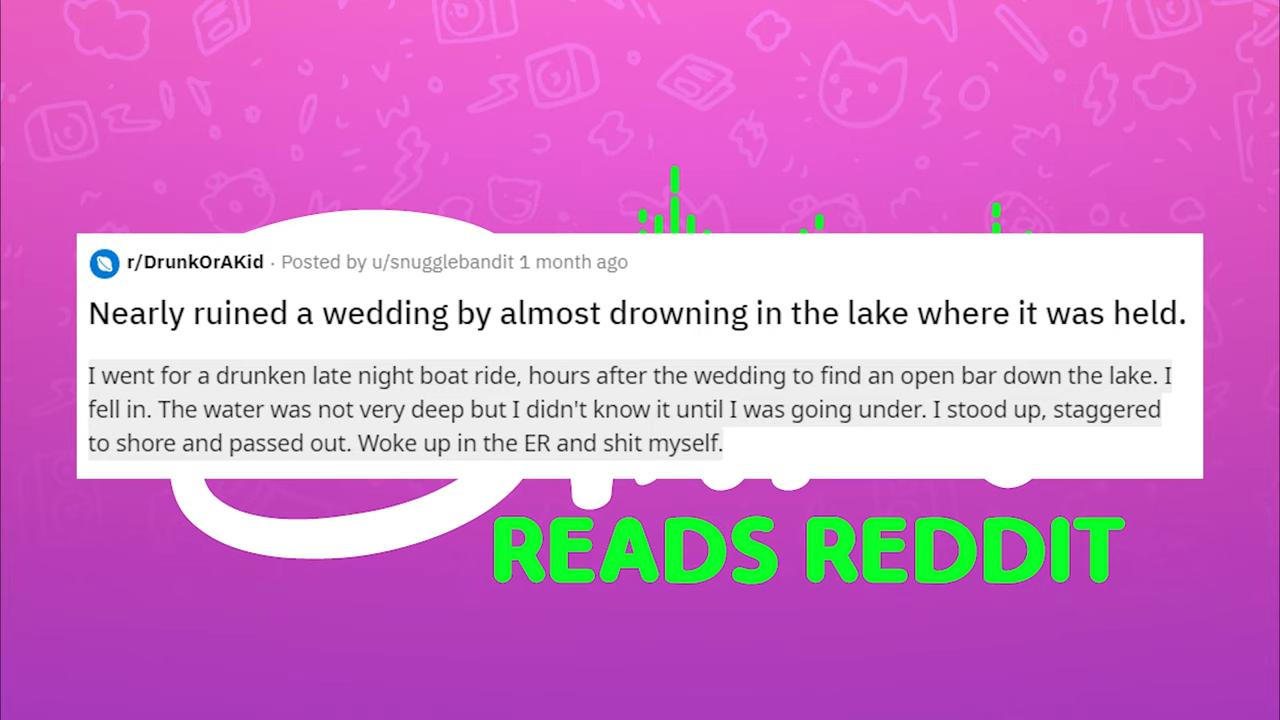 r/DrunkOrAKid · Posted by u/snugglebandit 1 month ago
Nearly ruined a wedding by almost drowning in the lake where it was held.
I went for a drunken late night boat ride, hours after the wedding to find an open bar down the lake. I
fell in. The water was not very deep but I didn't know it until I was going under. I stood up, staggered
to shore and passed out. Woke up in the ER and shit myself.
READS REDDIT